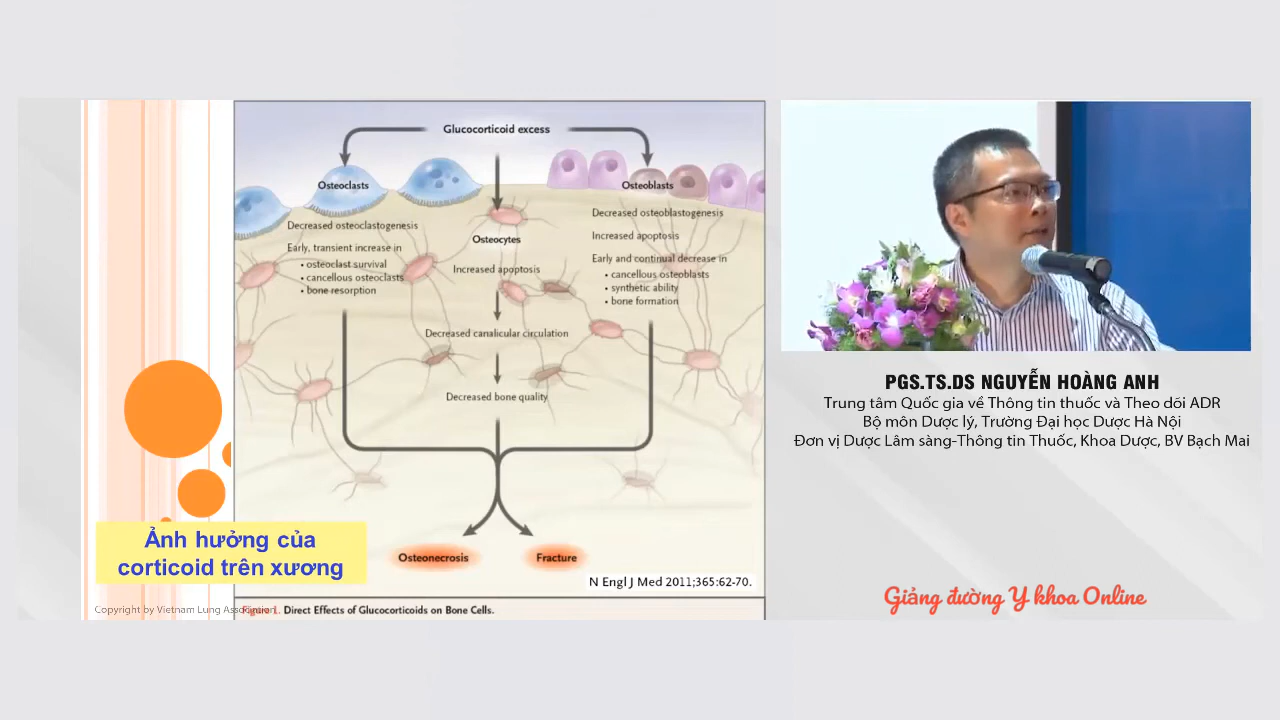 Glucocorticoid excess
Osteoclasts
Decreased osteoclastogenesis
Early, transient increase in
• osteoclast survival
• cancellous osteoclasts
• bone resorption
Osteocytes
Increased apoptosis
Decreased canalicular circulation
Decreased bone quality
Osteoblasts
Decreased osteoblastogenesis
Increased apoptosis
Early and continual decrease in
• cancellous osteoblasts
• synthetic ability
• bone formation
Osteonecrosis
Fracture
N Engl J Med 2011;365:62-70.
Ảnh hưởng của
corticoid trên xương
Copyright by Vietnam Lung Association
Figure 1. Direct Effects of Glucocorticoids on Bone Cells.
PGS.TS.DS NGUYỄN HOÀNG ANH
Trung tâm Quốc gia về Thông tin thuốc và Theo dõi ADR
Bộ môn Dược lý, Trường Đại học Dược Hà Nội
Đơn vị Dược Lâm sàng-Thông tin Thuốc, Khoa Dược, BV Bạch Mai
Giảng đường Y khoa Online